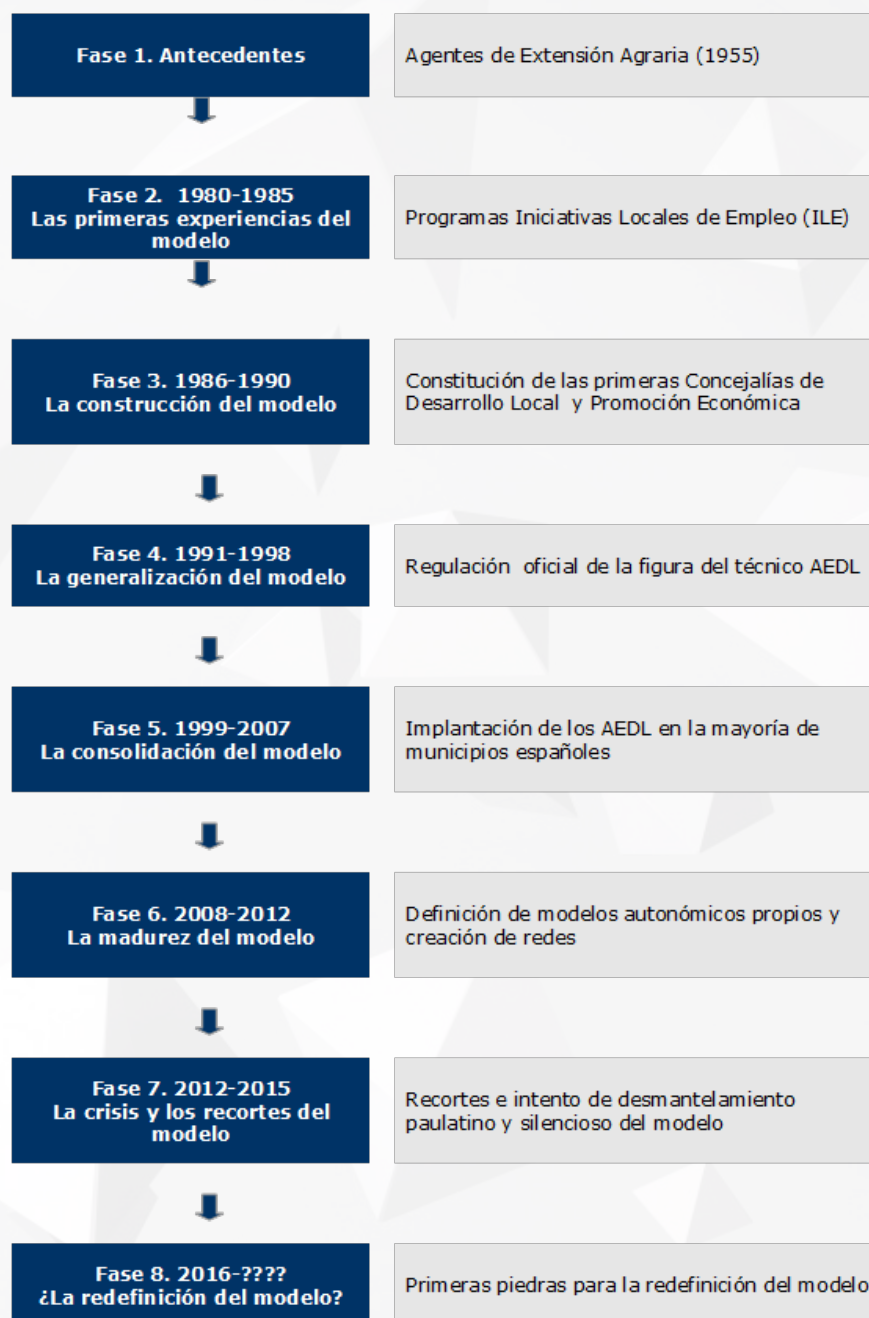 Fase 1. Antecedentes
Agentes de Extensión Agraria (1955)
Fase 2. 1980-1985
Las primeras experiencias del
modelo
Programas Iniciativas Locales de Empleo (ILE)
Fase 3. 1986-1990
La construcción del modelo
Constitución de las primeras Concejalías de
Desarrollo Local y Promoción Económica
Fase 4. 1991-1998
La generalización del modelo
Regulación oficial de la figura del técnico AEDL
Fase 5. 1999-2007
La consolidación del modelo
Implantación de los AEDL en la mayoría de
municipios españoles
Fase 6. 2008-2012
La madurez del modelo
Definición de modelos autonómicos propios y
creación de redes
Fase 7. 2012-2015
La crisis y los recortes del
modelo
Recortes e intento de desmantelamiento
paulatino y silencioso del modelo
Fase 8. 2016-????
¿La redefinición del modelo?
Primeras piedras para la redefinición del modelo